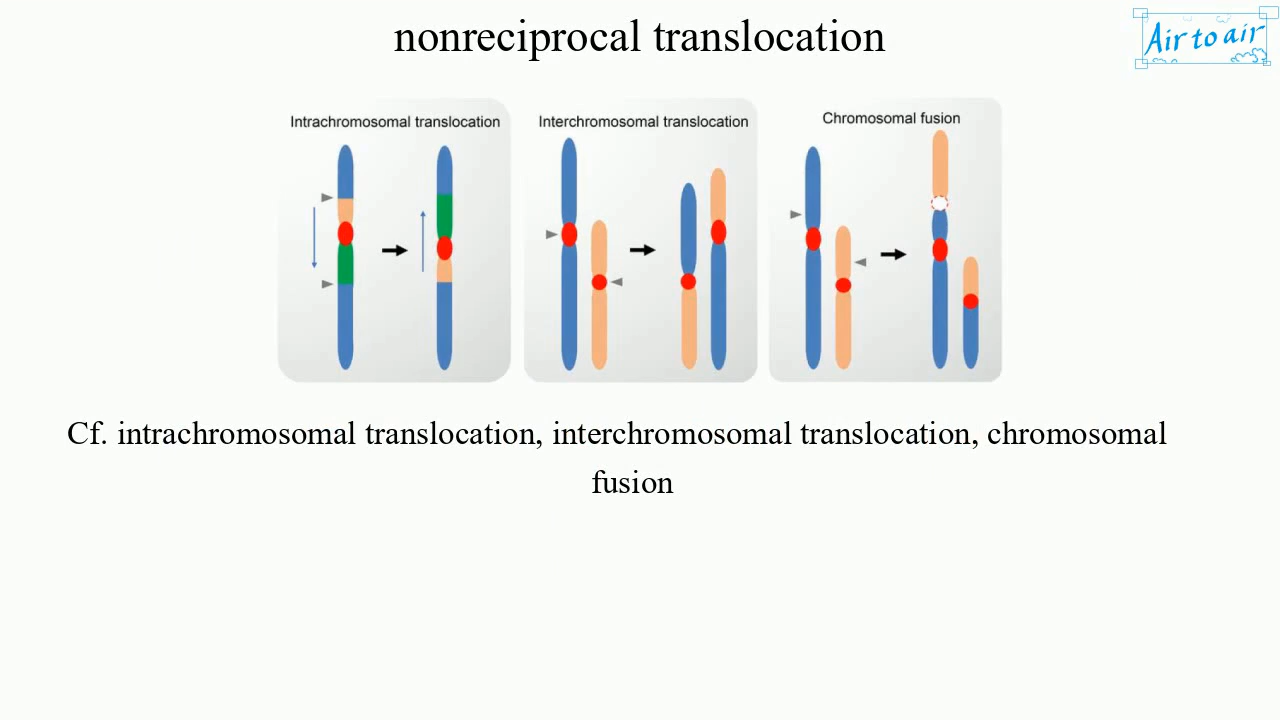 nonreciprocal translocation
Air to air
Intrachromosomal translocation
Interchromosomal translocation
Chromosomal fusion
Cf. intrachromosomal translocation, interchromosomal translocation, chromosomal
fusion